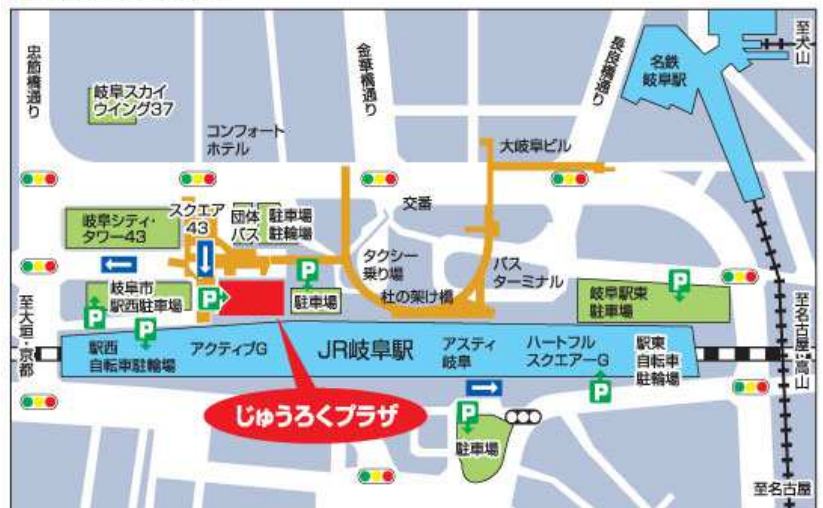 忠節橋通り
金華橋通り
長良橋通り
名鉄
岐阜駅
至犬山
岐阜スカイ
ウイング37
コンフォート
ホテル
大岐阜ビル
岐阜シティ・
タワー43
スクエア
43
団体
バス
駐車場
駐輪場
交番
タクシー
乗り場
バス
ターミナル
杜の架け橋
P
岐阜市
駅西駐車場
P
P
駐車場
P
岐阜駅東
駐車場
P
至大垣・京都
至名古屋・高山
P
駅西
自転車駐輪場
アクティブG
JR岐阜駅
アスティ
岐阜
ハートフル
スクエアーG
駅東
自転車
駐輪場
P
じゅうろくプラザ
P
駐車場
至名古屋